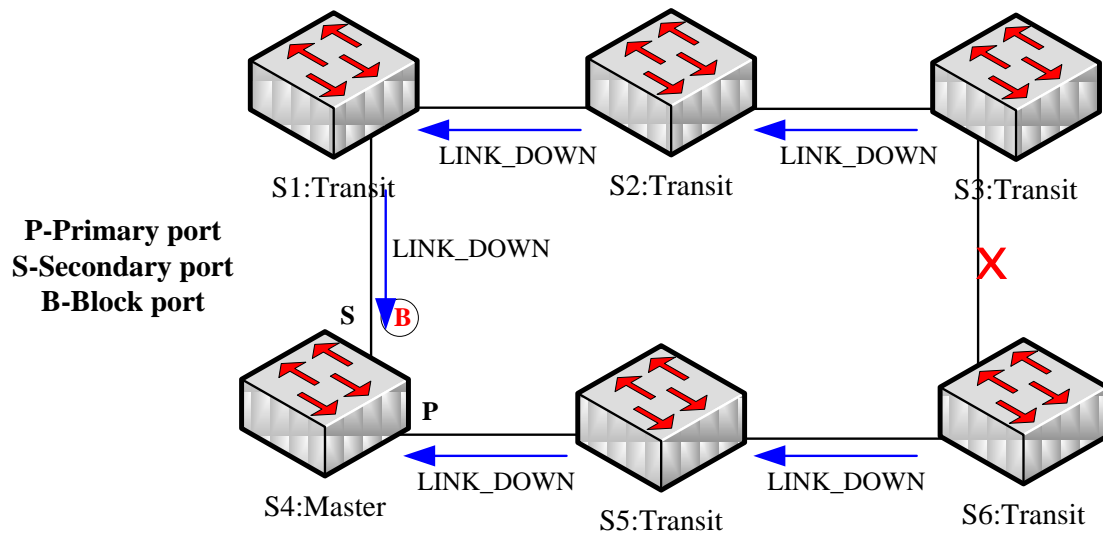 LINK_DOWN
LINK_DOWN
S1:Transit
S2:Transit
S3:Transit
P-Primary port
S-Secondary port
B-Block port
LINK_DOWN
X
S
B
P
LINK_DOWN
LINK_DOWN
S4:Master
S5:Transit
S6:Transit